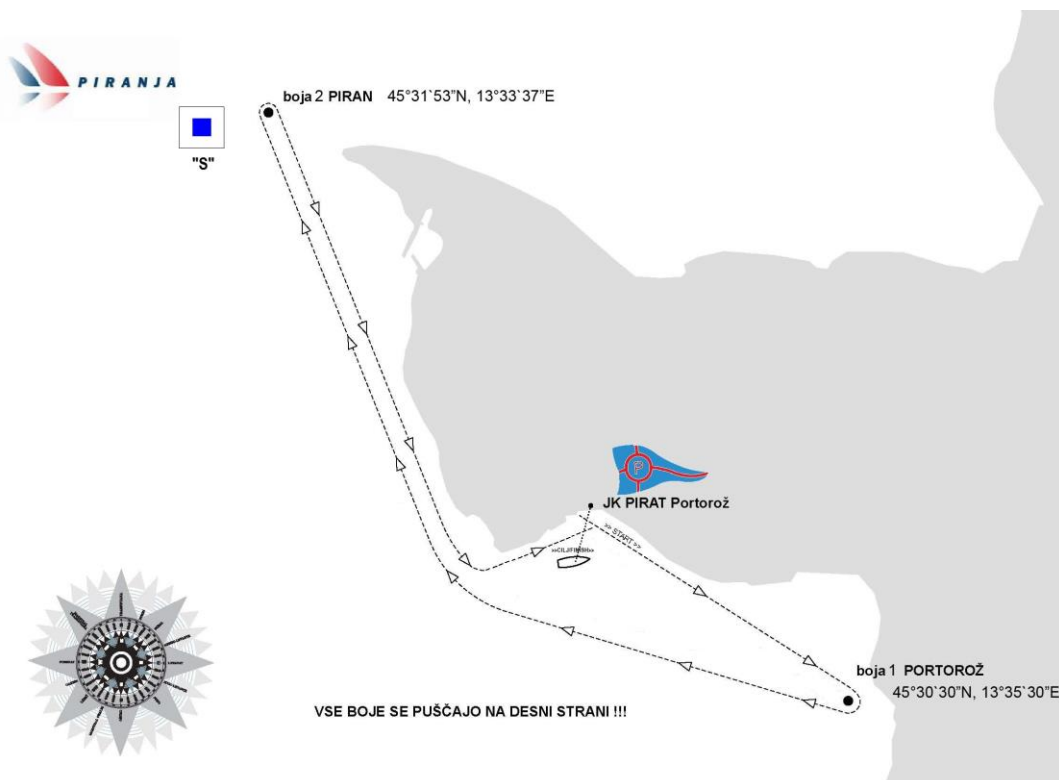 PIRANJA
boja 2 PIRAN 45°31`53”N, 13°33'37”E
"S"
P
JK PIRAT Portorož
>> START >>
boja 1 PORTOROŽ
45°30`30”N, 13°35`30”E
VSE BOJE SE PUŠČAJO NA DESNI STRANI !!!